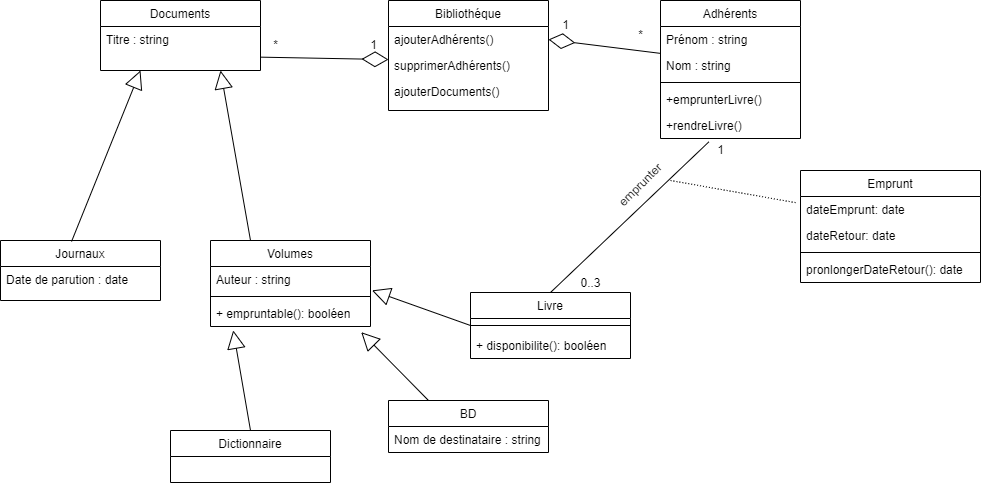 Documents
Titre : string
*
1
Bibliothéque
ajouterAdhérents()
supprimerAdhérents()
ajouterDocuments()
1
*
Adhérents
Prénom : string
Nom : string
+emprunterLivre()
+rendreLivre()
1
emprunter
0..3
Emprunt
dateEmprunt: date
dateRetour: date
pronlongerDateRetour(): date
Journaux
Date de parution : date
Volumes
Auteur : string
+ empruntable(): booléen
Livre
+ disponibilite(): booléen
BD
Nom de destinataire : string
Dictionnaire